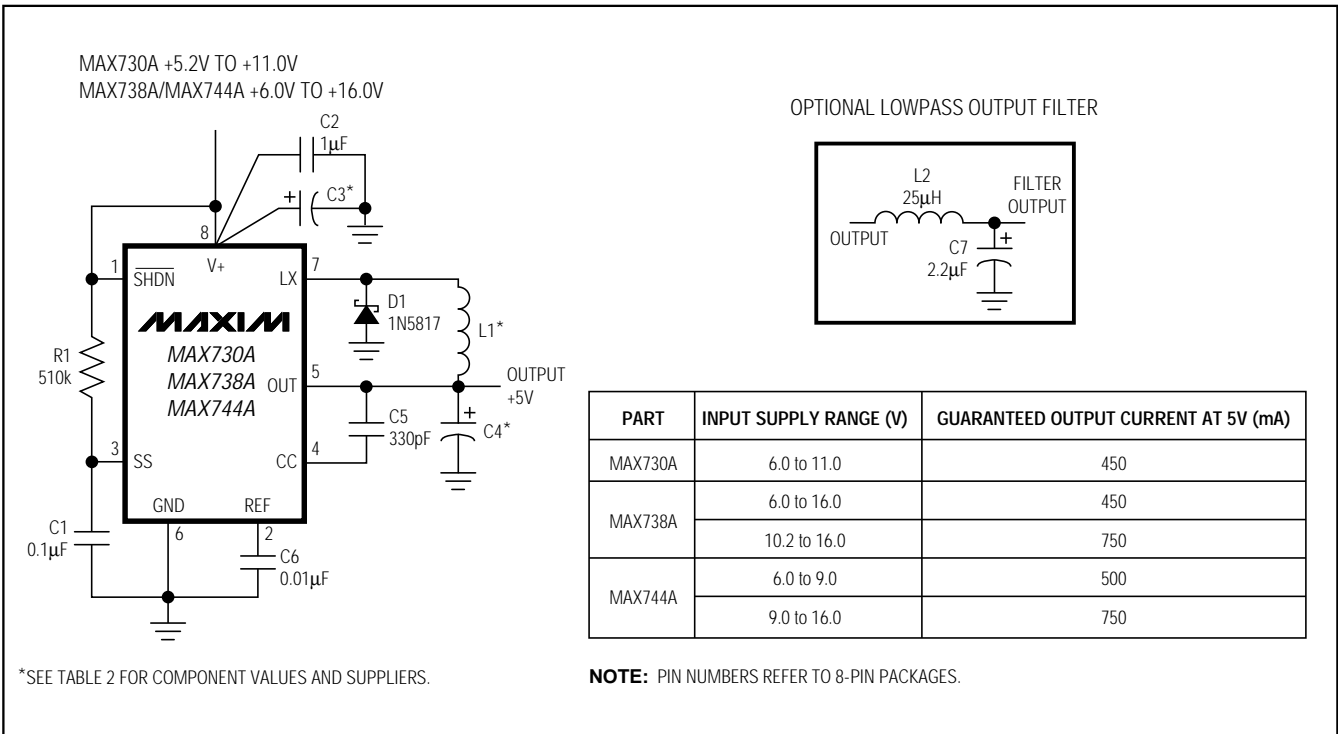 MAX730A +5.2V TO +11.0V
MAX738A/MAX744A +6.0V TO +16.0V
C2
1µF
+
C3*
8
1
V+
7
SHDN
LX
MAXIM
D1
1N5817
L1*
R1
510k
MAX730A
MAX738A
MAX744A
OUT
5
OUTPUT
+5V
C5
330pF
+
C4*
3
SS
CC
4
GND
REF
6
2
C1
0.1µF
C6
0.01µF
*SEE TABLE 2 FOR COMPONENT VALUES AND SUPPLIERS.
OPTIONAL LOWPASS OUTPUT FILTER
L2
25µH
FILTER
OUTPUT
OUTPUT
+
C7
2.2µF
PART INPUT SUPPLY RANGE (V) GUARANTEED OUTPUT CURRENT AT 5V (mA)
MAX730A 6.0 to 11.0 450
MAX738A 6.0 to 16.0 450
10.2 to 16.0 750
MAX744A 6.0 to 9.0 500
9.0 to 16.0 750
NOTE: PIN NUMBERS REFER TO 8-PIN PACKAGES.